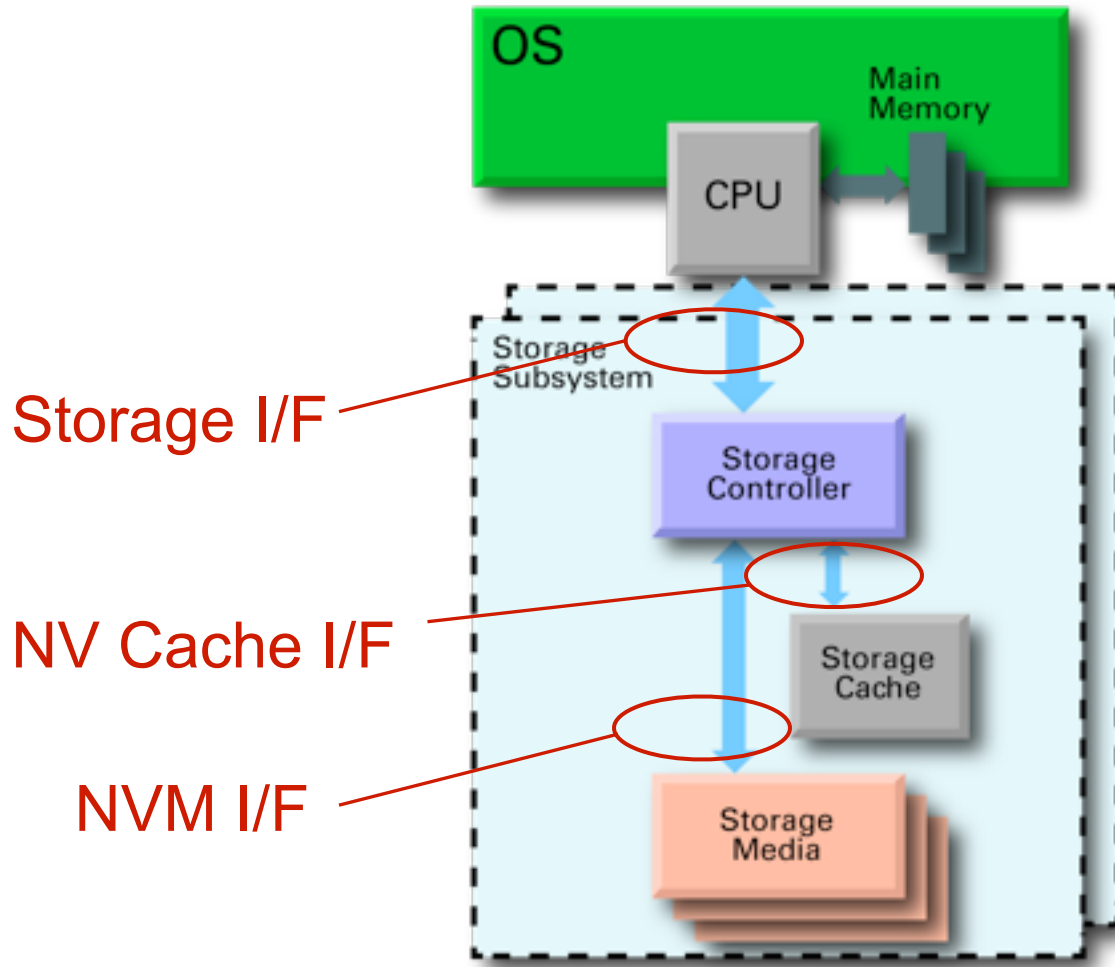 OS
Main
Memory
CPU
Storage
Subsystem
Storage I/F
Storage
Controller
NV Cache I/F
Storage
Cache
NVM I/F
Storage
Media